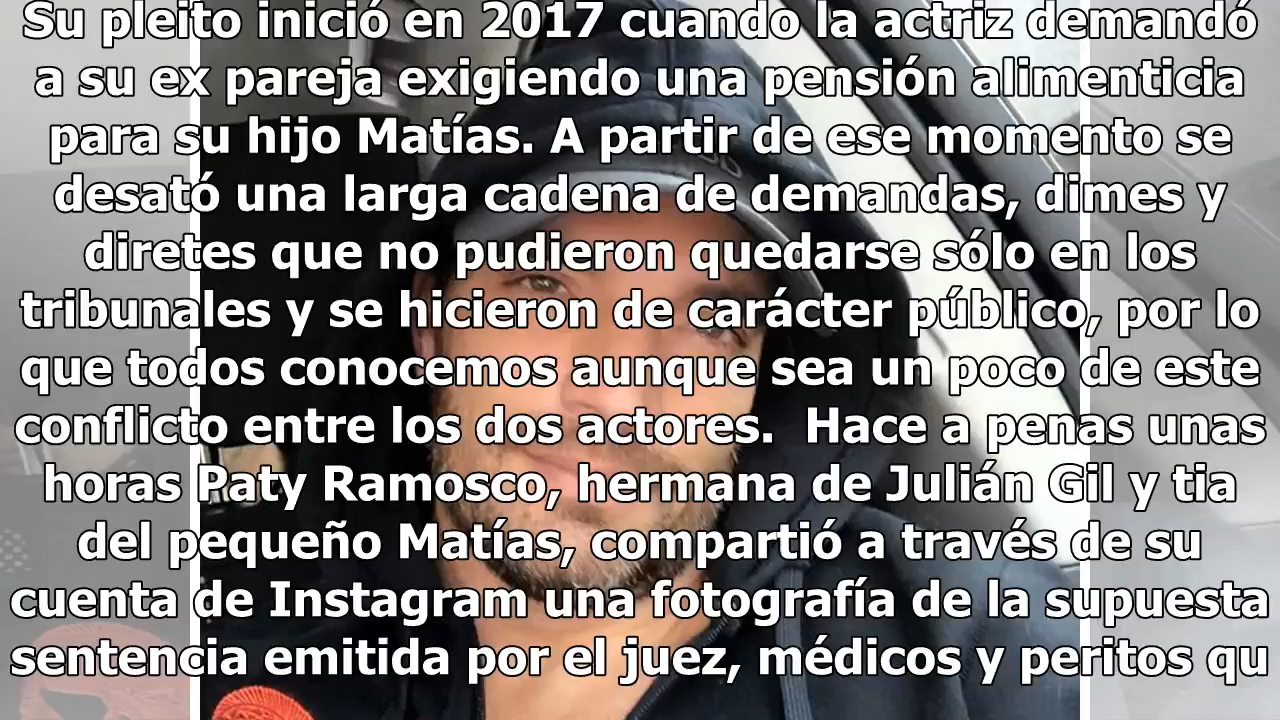 Su pleito inició en 2017 cuando la actriz demandó
a su ex pareja exigiendo una pensión alimenticia
para su hijo Matías. A partir de ese momento se
desató una larga cadena de demandas, dimes y
diretes que no pudieron quedarse sólo en los
tribunales y se hicieron de carácter público, por lo
que todos conocemos aunque sea un poco de este
conflicto entre los dos actores.  Hace a penas unas
horas Paty Ramosco, hermana de Julián Gil y tia
del pequeño Matías, compartió a través de su
cuenta de Instagram una fotografía de la supuesta
sentencia emitida por el juez, médicos y peritos qu